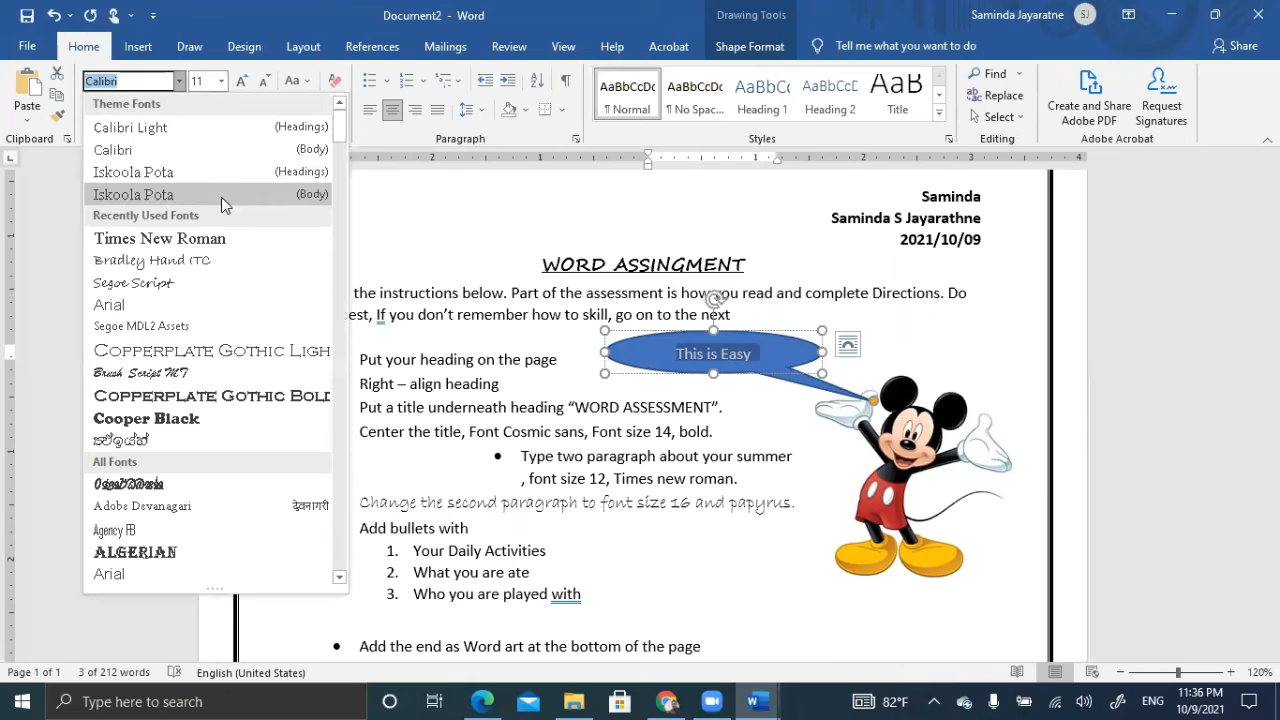 Document2 - Word
Drawing Tools
Saminda Jayaratne
SJ
File
Home
Insert
Draw
Design
Layout
References
Mailings
Review
View
Help
Acrobat
Shape Format
Tell me what you want to do
Share
Paste
Calibri
11
Aa
AaBbCcDc
¶ Normal
AaBbCcDc
¶ No Spac...
AaBbCc
Heading 1
AaBbCcD
Heading 2
AaB
Title
Find
Replace
Select
Create and Share
Adobe PDF
Request
Signatures
Clipboard
Paragraph
Styles
Editing
Adobe Acrobat
Theme Fonts
Calibri Light (Headings)
Calibri (Body)
Iskoola Pota (Headings)
Iskoola Pota (Body)
Recently Used Fonts
Times New Roman
Bradley Hand ITC
Segoe Script
Arial
Segoe MDL2 Assets
Copperplate Gothic Ligh
Brush Script MT
Copperplate Gothic Bold
Cooper Black
All Fonts
Adobe Devanagari देवनागरी
Agency FB
ALGERIAN
Arial
2 1 1 2 3 4
Saminda
Saminda S Jayarathne
2021/10/09
WORD ASSINGMENT
the instructions below. Part of the assessment is how you read and complete Directions. Do
est, If you don't remember how to skill, go on to the next
This is Easy
Put your heading on the page
Right – align heading
Put a title underneath heading “WORD ASSESSMENT”.
Center the title, Font Cosmic sans, Font size 14, bold.
• Type two paragraph about your summer
, font size 12, Times new roman.
Change the second paragraph to font size 16 and papyrus.
Add bullets with
1. Your Daily Activities
2. What you are ate
3. Who you are played with
• Add the end as Word art at the bottom of the page
Page 1 of 1
3 of 212 words
English (United States)
120%
Type here to search
82°F
ENG
11:36 PM
10/9/2021